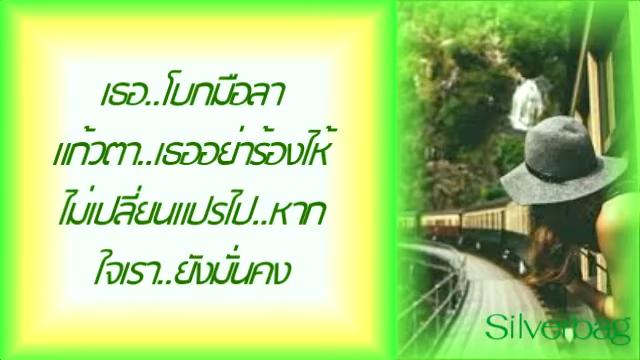 เธอ..โบกมือลา
แก้วตา..เธออย่าร้องไห้
ไม่เปลี่ยนแปรไป..หาก
ใจเรา..ยังมั่นคง
Silverbag